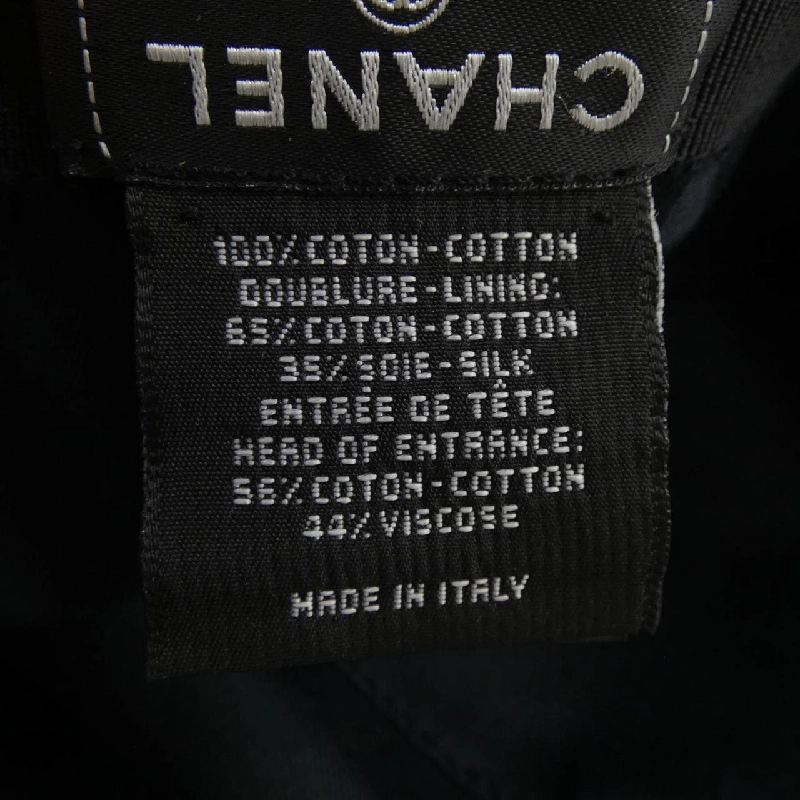 CHANEL
100% COTON-COTTON
DOUBLURE-LINING:
65% COTON-COTTON
35% SOIE-SILK
ENTRÉE DE TÊTE
HEAD OF ENTRANCE:
56% COTON-COTTON
44% VISCOSE
MADE IN ITALY